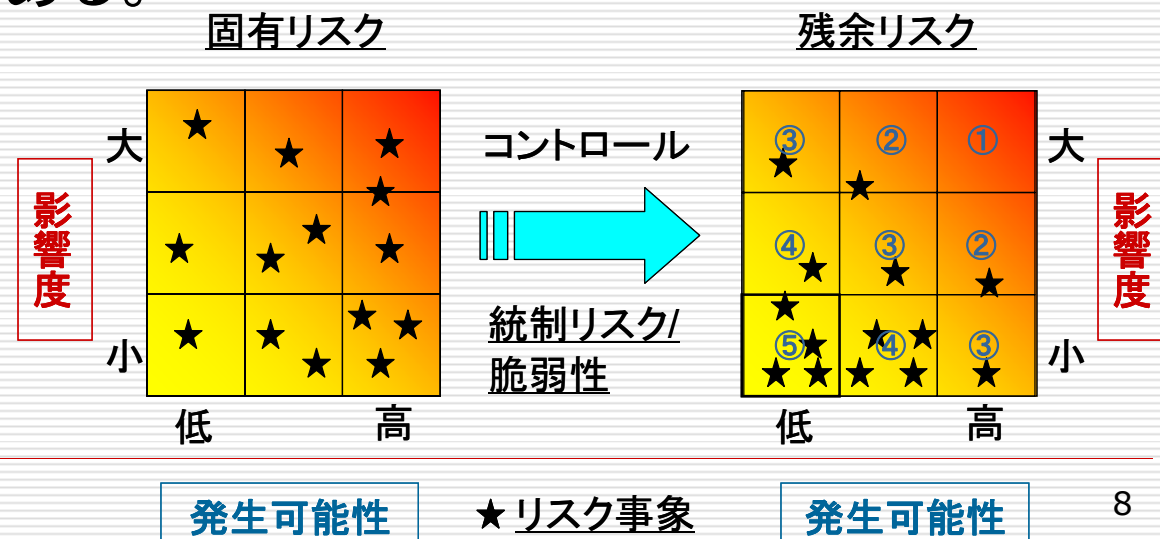 ある。
固有リスク
残余リスク
大
コントロール
③
②
①
大
影響度
④
③
②
影響度
小
統制リスク/
脆弱性
⑤
④
③
小
低
高
低
高
発生可能性
★リスク事象
発生可能性
8